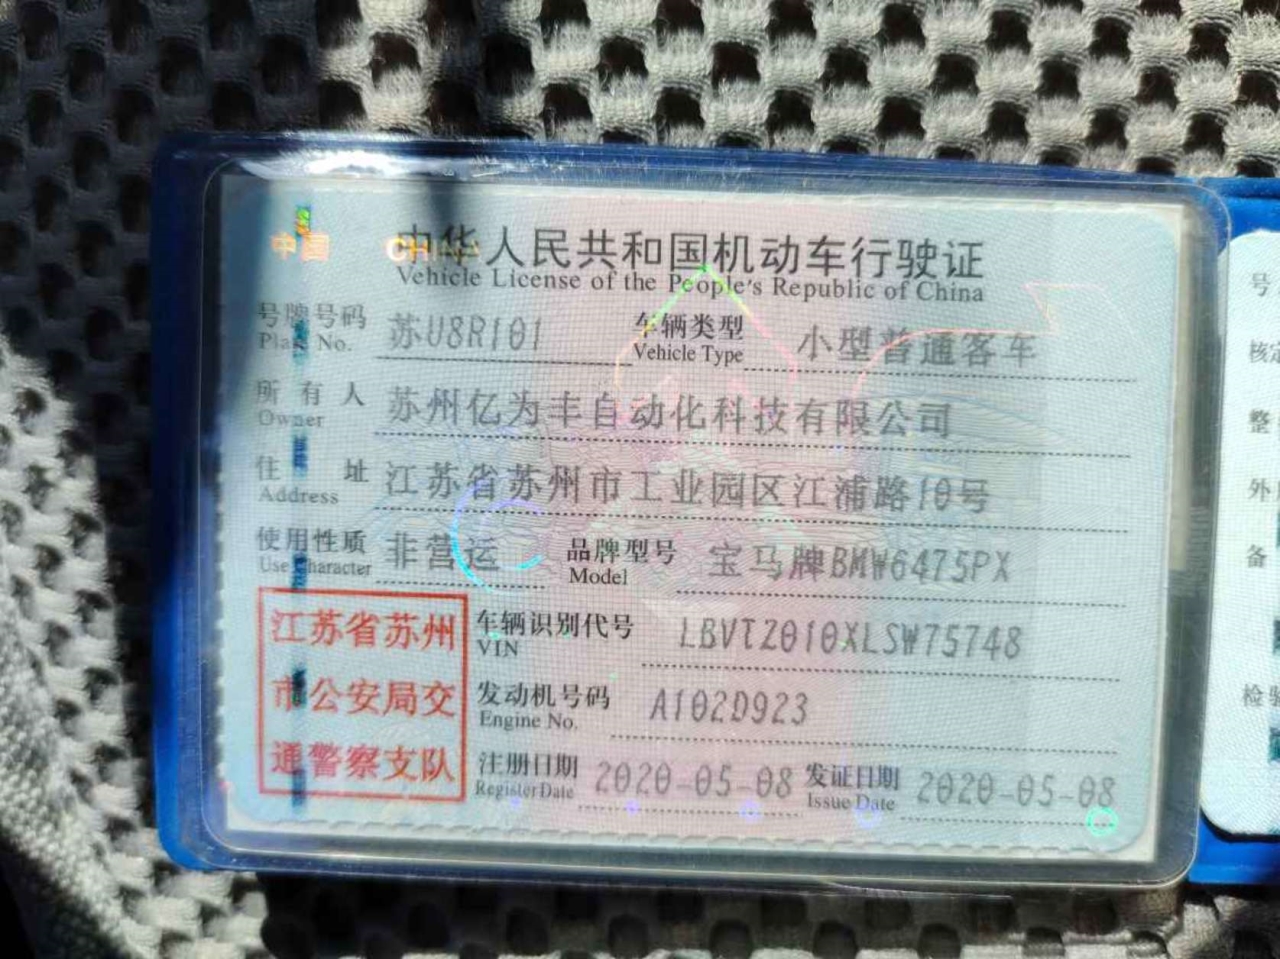 中国 CHINA
中华人民共和国机动车行驶证
Vehicle License of the People's Republic of China
号牌号码 苏U8R101 车辆类型 小型普通客车
Plate No. Vehicle Type
所有人 苏州亿为丰自动化科技有限公司
Owner
住址 江苏省苏州市工业园区江浦路10号
Address
使用性质 非营运 品牌型号 宝马牌BMW6475PX
Use Character Model
江苏省苏州
市公安局交
通警察支队
车辆识别代号 LBVTZ010XLSW75748
VIN
发动机号码 A102D923
Engine No.
注册日期 2020-05-08 发证日期 2020-05-08
Register Date Issue Date
号
核定
整
外
备
检验